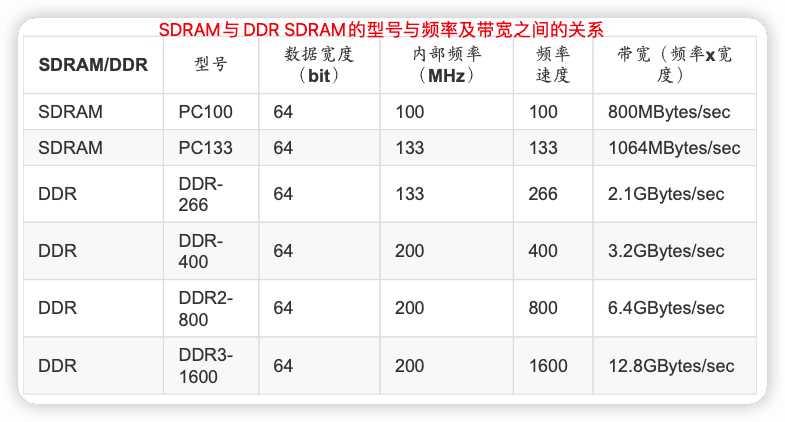 SDRAM与DDR SDRAM的型号与频率及带宽之间的关系
SDRAM/DDR 型号 数据宽度（bit） 内部频率（MHz） 频率速度 带宽（频率x宽度）
SDRAM PC100 64 100 100 800MBytes/sec
SDRAM PC133 64 133 133 1064MBytes/sec
DDR DDR-266 64 133 266 2.1GBytes/sec
DDR DDR-400 64 200 400 3.2GBytes/sec
DDR DDR2-800 64 200 800 6.4GBytes/sec
DDR DDR3-1600 64 200 1600 12.8GBytes/sec